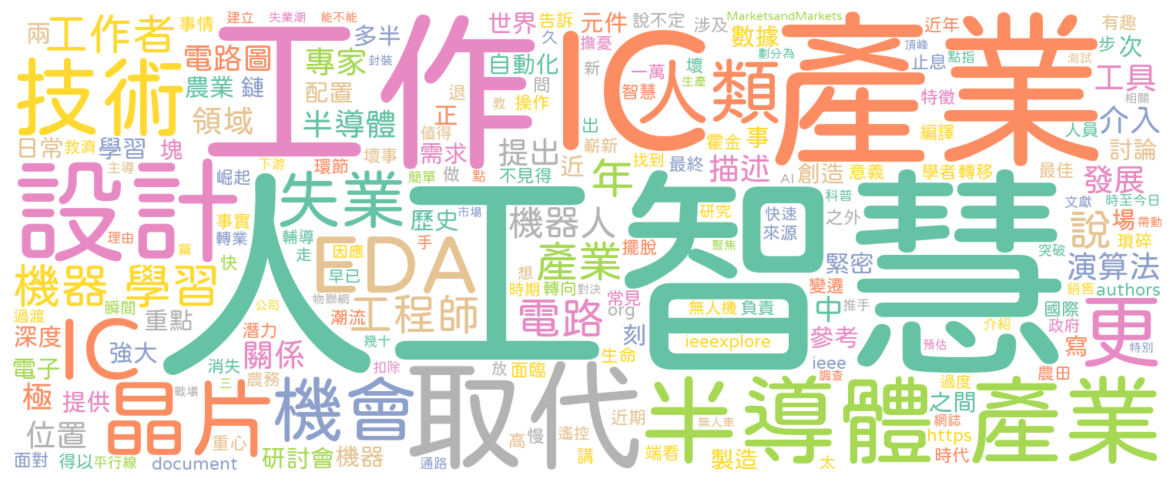 兩 工作者 事情 建立 失業潮 能不能 世界 告訴 說不定 涉及 MarketsandMarkets 近年 有趣
技術 電路圖 專家 多半 工作 久 擔憂 元件 數據 頂峰 步 次
農業 鏈 封裝 自動化 新 IC 人類 一萬 壞 智慧 生產 產業 劃分為 止息 點指 測試 工具
領域 配置 退 問 正 教 操作 出 霍金 事 特徵 相關
日常 救濟 學習 塊 半導體 值得 需求 提出 嶄新 找到 編譯 人員 介入
主導 下游 環節 壞事 簡單 做 點 不見得 近 年 最終 描述 AI 創造 意義 學者 轉移 最佳 討論
設計 崛起 失業 歷史 市場 機器人 研究 快速 來源 科普 之外 文獻 時至今日 發展
理由 事實 轉業 輔導 手 走 因應 擺脫 聚焦 說 場 帶動 瑣碎
篇 快 早已 EDA 想 產業 人工智慧 緊密 突破 更
機器 學習 瞬間 公司 物聯網 時期 轉向 對決 常見 無人機 負責 變遷 中 推手 演算法 銷售 authors
過渡 深度 IC 重點 潛力 潮流 工程師 電路 org 刻 ieeexplore 參考 國際 政府 介紹 寫
電子 強大 關係 消失 幾十 扣除 生命 ieee 預估 特別
極 提供 晶片 三 農務 戰場 機會 取代 放 面臨 調查 半導體產業 過度 之間 農田
位置 重心 高 慢 遙控 近期 無人車 網誌 https
面對 得以 平行線 document 研討會 機器 通路 講 端看 製造 太 時代